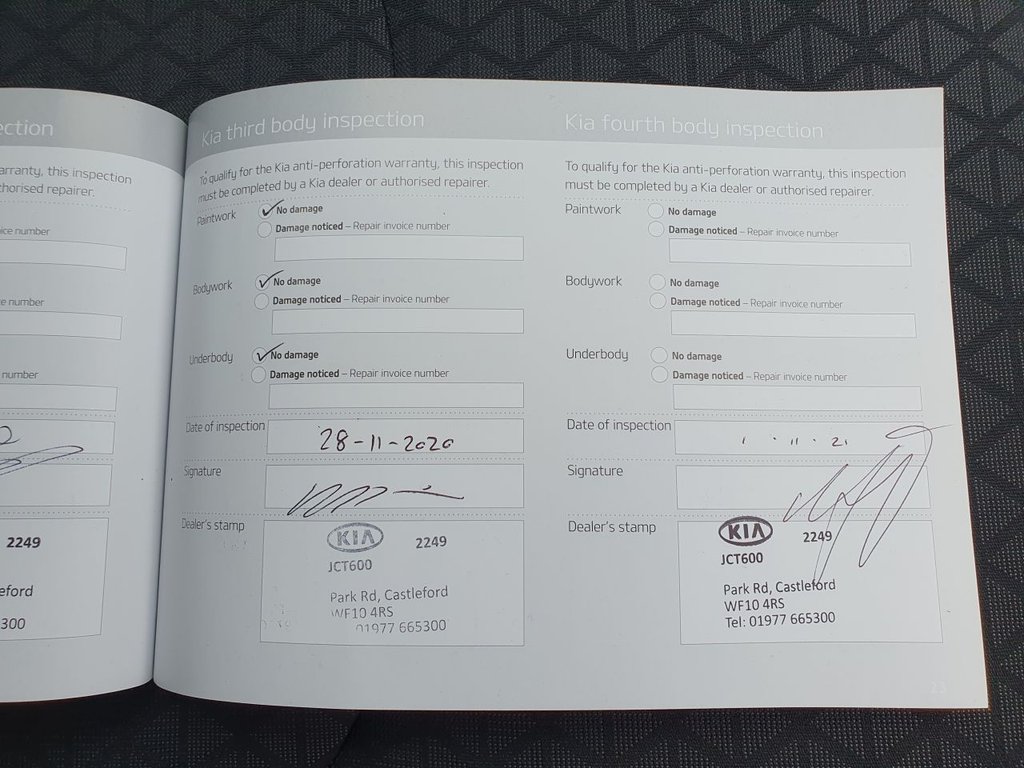 ection
arranty, this inspection
thorised repairer.
ice number
e number
number
2249
eford
300
Kia third body inspection
To qualify for the Kia anti-perforation warranty, this inspection
must be completed by a Kia dealer or authorised repairer.
Paintwork
No damage
Damage noticed – Repair invoice number
Bodywork
No damage
Damage noticed – Repair invoice number
Underbody
No damage
Damage noticed – Repair invoice number
Date of inspection 28-11-2020
Signature
Dealer's stamp
KIA 2249
JCT600
Park Rd, Castleford
WF10 4RS
01977 665300
Kia fourth body inspection
To qualify for the Kia anti-perforation warranty, this inspection
must be completed by a Kia dealer or authorised repairer.
Paintwork
No damage
Damage noticed – Repair invoice number
Bodywork
No damage
Damage noticed – Repair invoice number
Underbody
No damage
Damage noticed – Repair invoice number
Date of inspection 1 · 11 · 21
Signature
Dealer's stamp
KIA 2249
JCT600
Park Rd, Castleford
WF10 4RS
Tel: 01977 665300
23